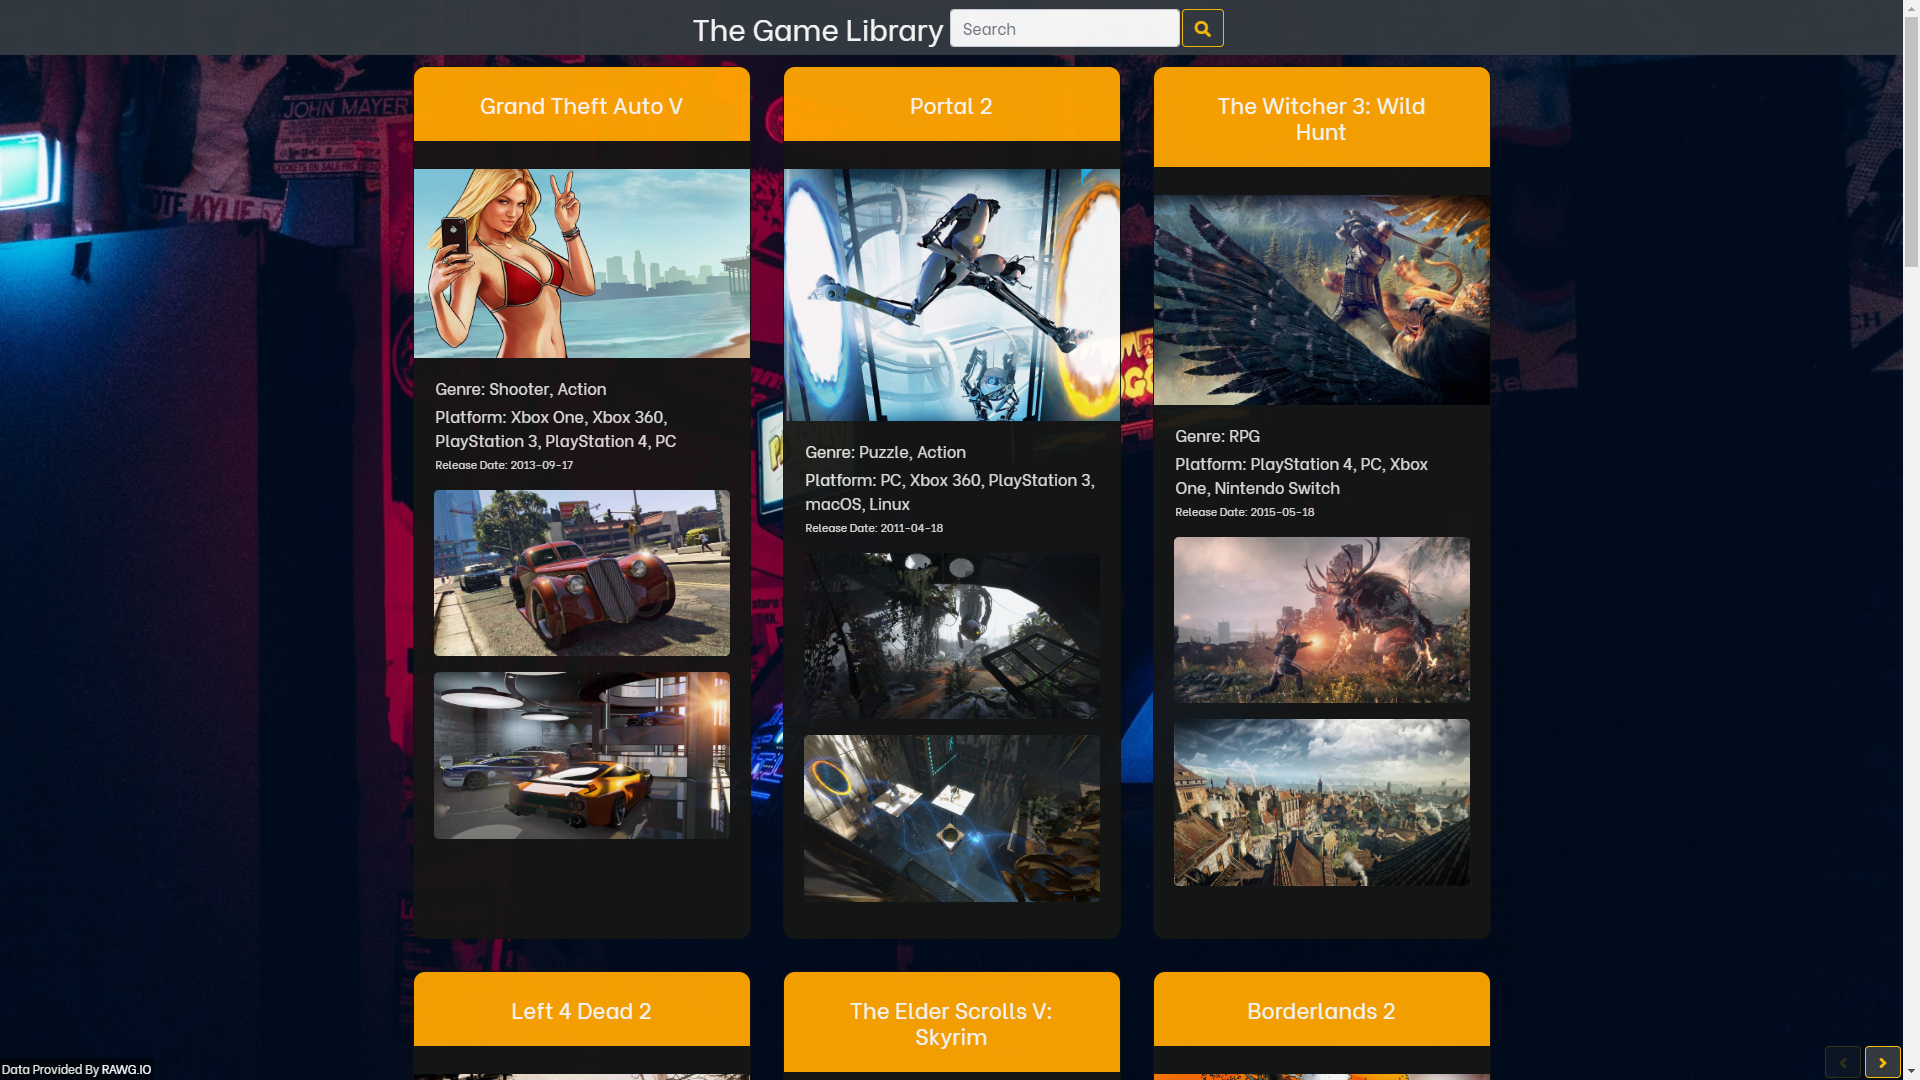 The Game Library
Search
Grand Theft Auto V
Portal 2
The Witcher 3: Wild
Hunt
JOHN MAYER
VOTE KYLIE
Genre: Shooter, Action
Platform: Xbox One, Xbox 360,
PlayStation 3, PlayStation 4, PC
Release Date: 2013-09-17
Genre: Puzzle, Action
Platform: PC, Xbox 360, PlayStation 3,
macOS, Linux
Release Date: 2011-04-18
Genre: RPG
Platform: PlayStation 4, PC, Xbox
One, Nintendo Switch
Release Date: 2015-05-18
Left 4 Dead 2
The Elder Scrolls V:
Skyrim
Borderlands 2
Data Provided By RAWG.IO